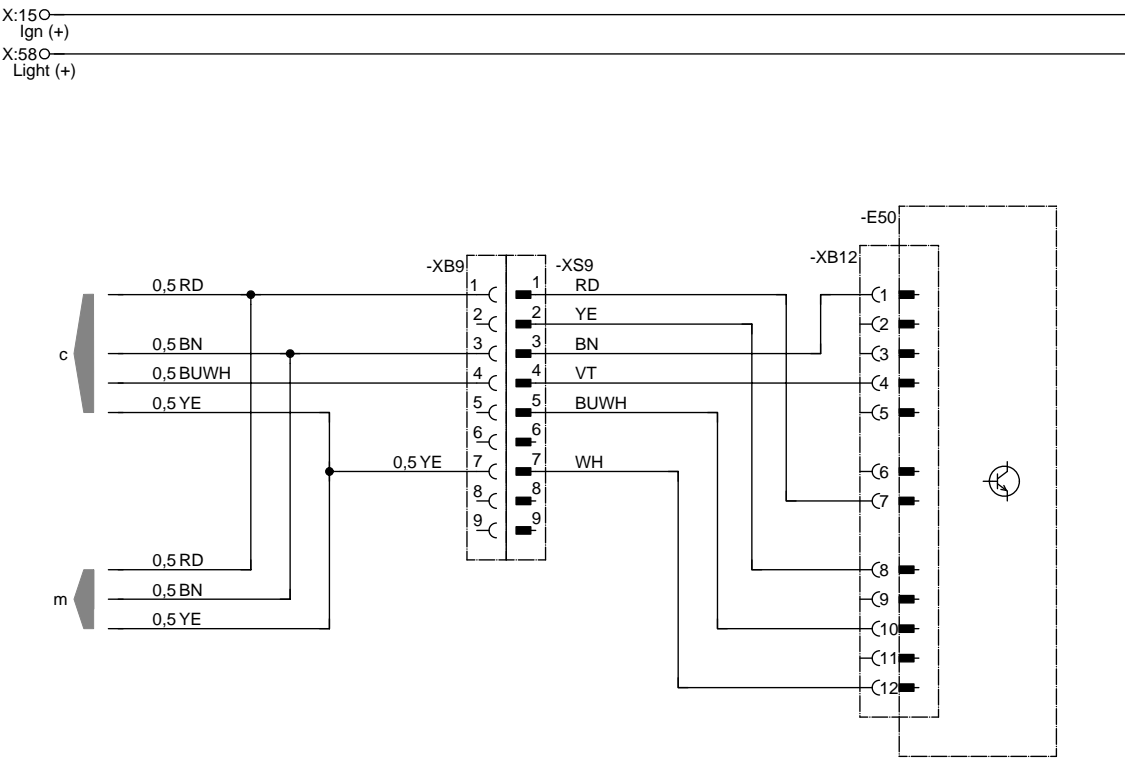 X:15
Ign (+)
X:58
Light (+)
-E50
-XB12
-XB9
-XS9
0,5 RD
1
1
RD
1
2
2
YE
2
0,5 BN
3
3
BN
3
c
0,5 BUWH
4
4
VT
4
0,5 YE
5
5
BUWH
5
6
6
0,5 YE
7
7
WH
6
8
8
7
9
9
0,5 RD
8
m
0,5 BN
9
0,5 YE
10
11
12